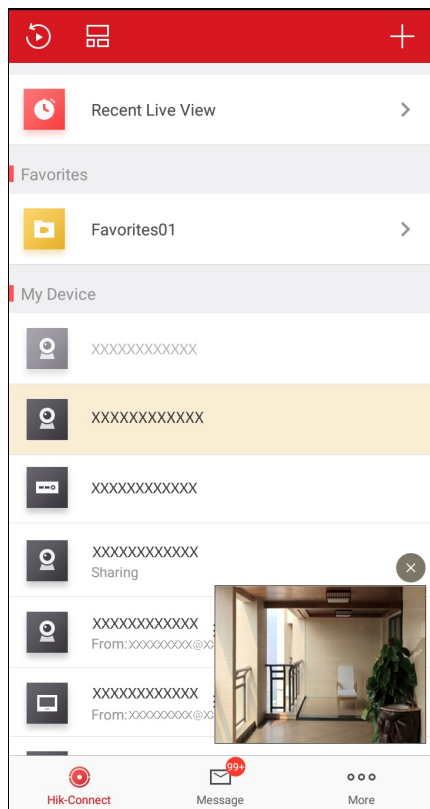 Recent Live View
Favorites
Favorites01
My Device
XXXXXXXXXXXX
XXXXXXXXXXXX
XXXXXXXXXXXX
XXXXXXXXXXXX
Sharing
XXXXXXXXXXXX
From:XXXXXXXXX@X
XXXXXXXXXXXX
From:XXXXXXXXX@X
99+
Hik-Connect
Message
More